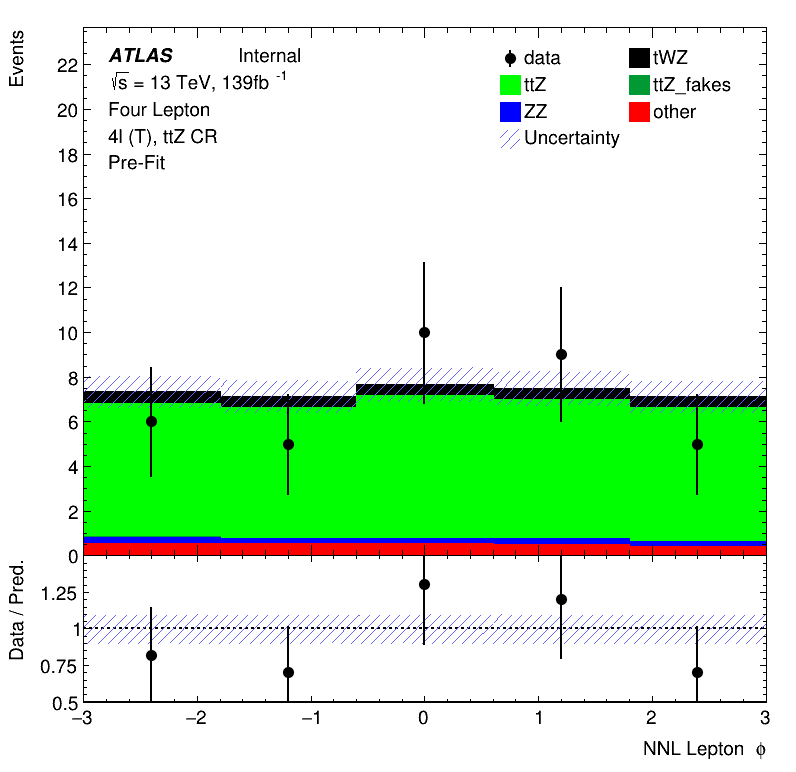 Events
ATLAS Internal
√s = 13 TeV, 139fb -1
Four Lepton
4l (T), ttZ CR
Pre-Fit
data tWZ
ttZ ttZ_fakes
ZZ other
Uncertainty
22
20
18
16
14
12
10
8
6
4
2
0
Data / Pred.
1.25
1
0.75
0.5
−3 −2 −1 0 1 2 3
NNL Lepton ϕ